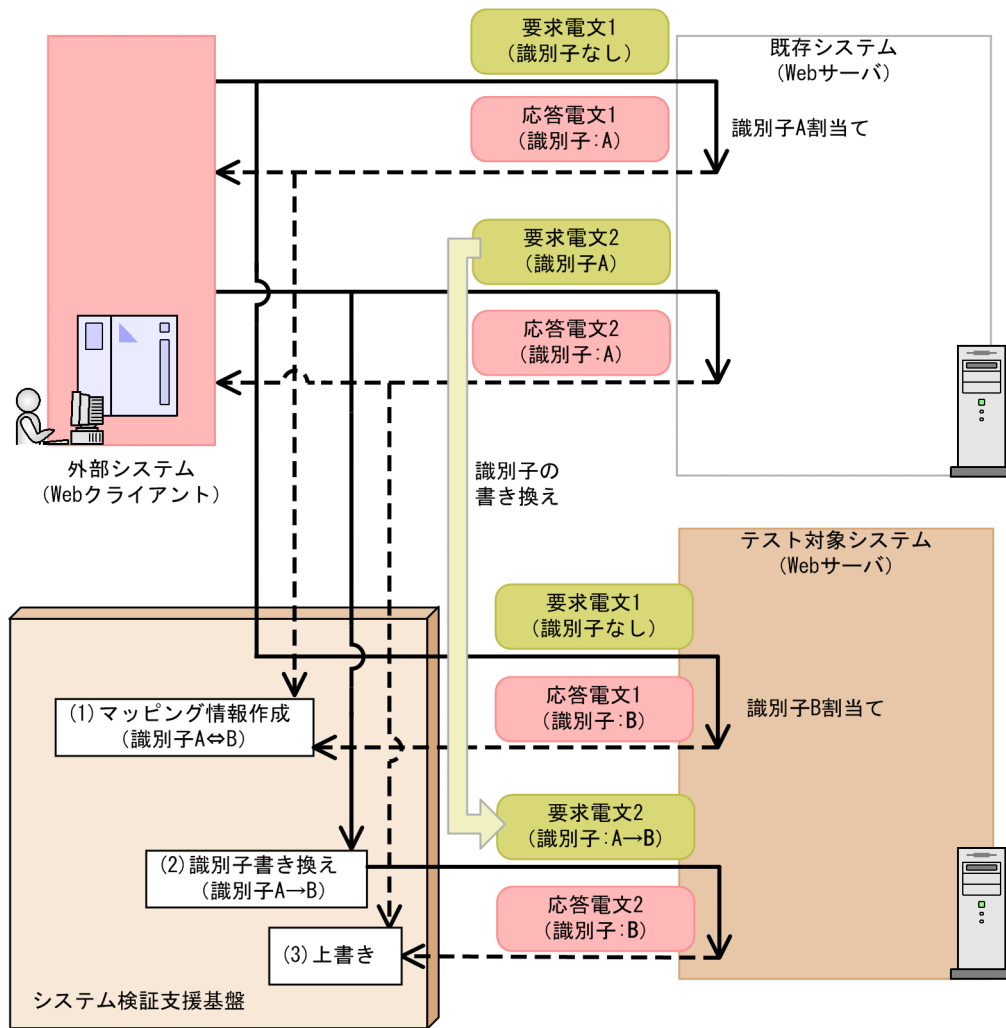 要求電文1
(識別子なし)
既存システム
(Webサーバ)
応答電文1
(識別子:A)
識別子A割当て
要求電文2
(識別子A)
応答電文2
(識別子:A)
外部システム
(Webクライアント)
識別子の
書き換え
テスト対象システム
(Webサーバ)
要求電文1
(識別子なし)
応答電文1
(識別子:B)
識別子B割当て
(1)マッピング情報作成
(識別子A⇔B)
要求電文2
(識別子:A→B)
(2)識別子書き換え
(識別子A→B)
応答電文2
(識別子:B)
(3)上書き
システム検証支援基盤